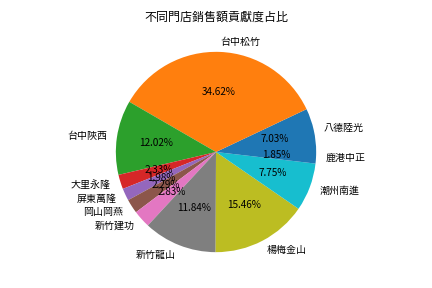 不同門店銷售額貢獻度占比
台中松竹
34.62%
八德陸光
7.03%
台中陝西
12.02%
鹿港中正
1.85%
潮州南進
7.75%
大里永隆
2.33%
屏東萬隆
1.98%
岡山岡燕
2.29%
新竹建功
2.83%
新竹龍山
11.84%
楊梅金山
15.46%